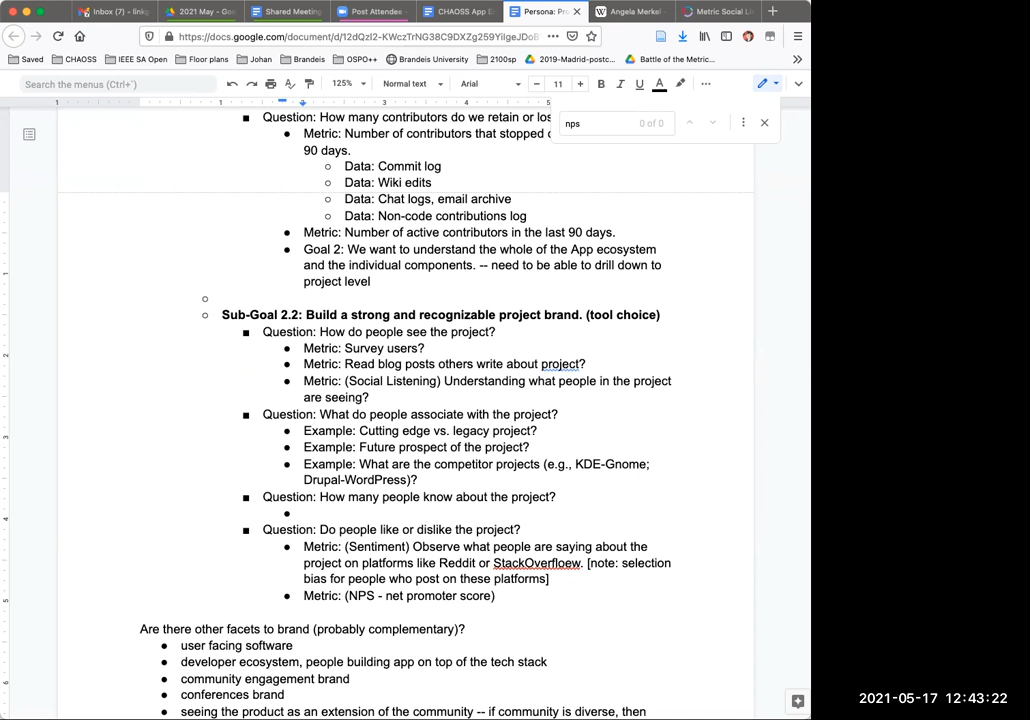 Inbox (7) - link
2021 May - Go
Shared Meeting
Post Attendee -
CHAOSS App E
Persona: Pr
Angela Merkel -
Metric Social Li
https://docs.google.com/document/d/
Saved
CHAOSS
IEEE SA Open
Floor plans
Johan
Brandeis
OSPO++
Brandeis University
2100sp
2019-Madrid-postc...
Battle of the Metric...
Search the menus (Ctrl+`)
125%
Normal text
Arial
11
B I U A
nps 0 of 0
1 1 2 3 4 5
Question: How many contributors do we retain or los
Metric: Number of contributors that stopped
90 days.
Data: Commit log
Data: Wiki edits
Data: Chat logs, email archive
Data: Non-code contributions log
Metric: Number of active contributors in the last 90 days.
Goal 2: We want to understand the whole of the App ecosystem
and the individual components. -- need to be able to drill down to
project level
Sub-Goal 2.2: Build a strong and recognizable project brand. (tool choice)
Question: How do people see the project?
Metric: Survey users?
Metric: Read blog posts others write about project?
Metric: (Social Listening) Understanding what people in the project
are seeing?
Question: What do people associate with the project?
Example: Cutting edge vs. legacy project?
Example: Future prospect of the project?
Example: What are the competitor projects (e.g., KDE-Gnome;
Drupal-WordPress)?
Question: How many people know about the project?
Question: Do people like or dislike the project?
Metric: (Sentiment) Observe what people are saying about the
project on platforms like Reddit or StackOverfloew. [note: selection
bias for people who post on these platforms]
Metric: (NPS - net promoter score)
Are there other facets to brand (probably complementary)?
user facing software
developer ecosystem, people building app on top of the tech stack
community engagement brand
conferences brand
seeing the product as an extension of the community -- if community is diverse, then
2021-05-17 12:43:22